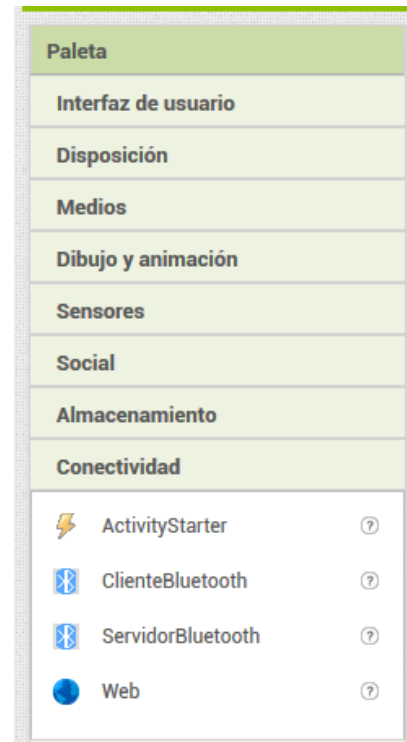 Paleta
Interfaz de usuario
Disposición
Medios
Dibujo y animación
Sensores
Social
Almacenamiento
Conectividad
ActivityStarter ?
ClienteBluetooth ?
ServidorBluetooth ?
Web ?